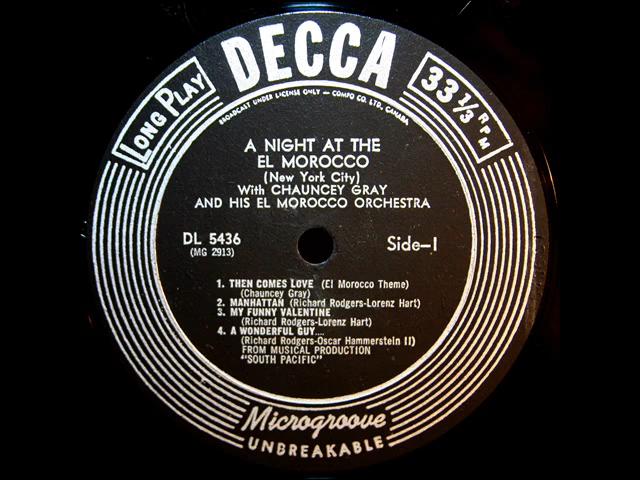 DECCA
LONG PLAY
33 1/3 RPM
BROADCAST UNDER LICENSE ONLY — COMPO CO. LTD., CANADA
A NIGHT AT THE
EL MOROCCO
(New York City)
With CHAUNCEY GRAY
AND HIS EL MOROCCO ORCHESTRA
DL 5436
(MG 2913)
Side–1
1. THEN COMES LOVE (El Morocco Theme)
(Chauncey Gray)
2. MANHATTAN (Richard Rodgers-Lorenz Hart)
3. MY FUNNY VALENTINE
(Richard Rodgers-Lorenz Hart)
4. A WONDERFUL GUY....
(Richard Rodgers-Oscar Hammerstein II)
FROM MUSICAL PRODUCTION
"SOUTH PACIFIC"
Microgroove
UNBREAKABLE